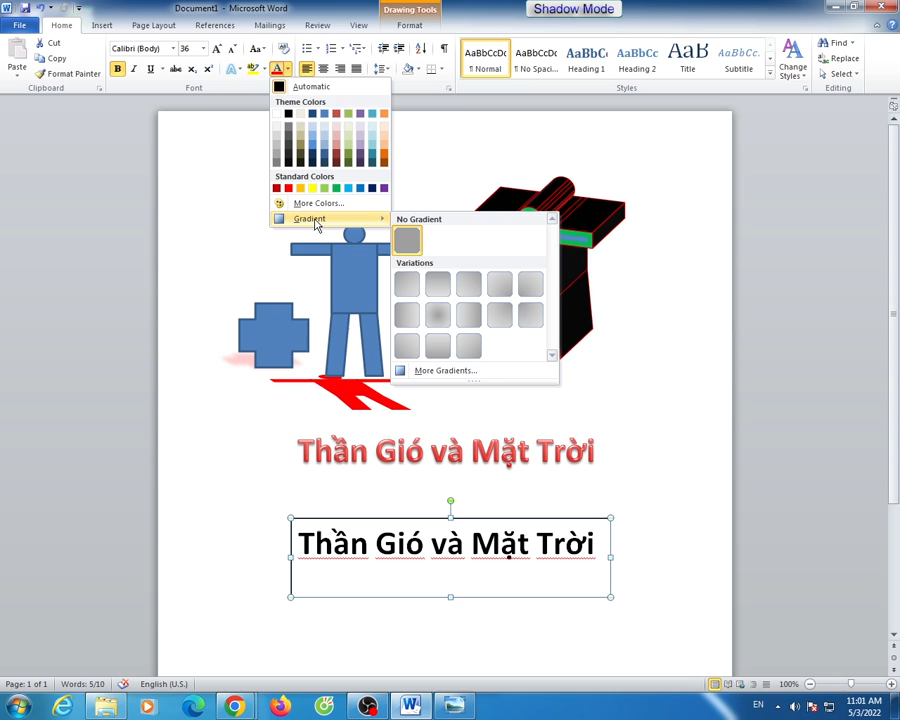 Document1 - Microsoft Word
Drawing Tools
Shadow Mode
File
Home
Insert
Page Layout
References
Mailings
Review
View
Format
Paste
Cut
Copy
Format Painter
Clipboard
Calibri (Body)
36
Font
AaBbCcDc
¶ Normal
AaBbCcDc
¶ No Spaci...
AaBbCc
Heading 1
AaBbCc
Heading 2
AaB
Title
AaBbCc.
Subtitle
Change
Styles
Styles
Find
Replace
Select
Editing
Automatic
Theme Colors
Standard Colors
More Colors...
Gradient
No Gradient
Variations
More Gradients...
Thần Gió và Mặt Trời
Thần Gió và Mặt Trời
Page: 1 of 1
Words: 5/10
English (U.S.)
100%
EN
11:01 AM
5/3/2022